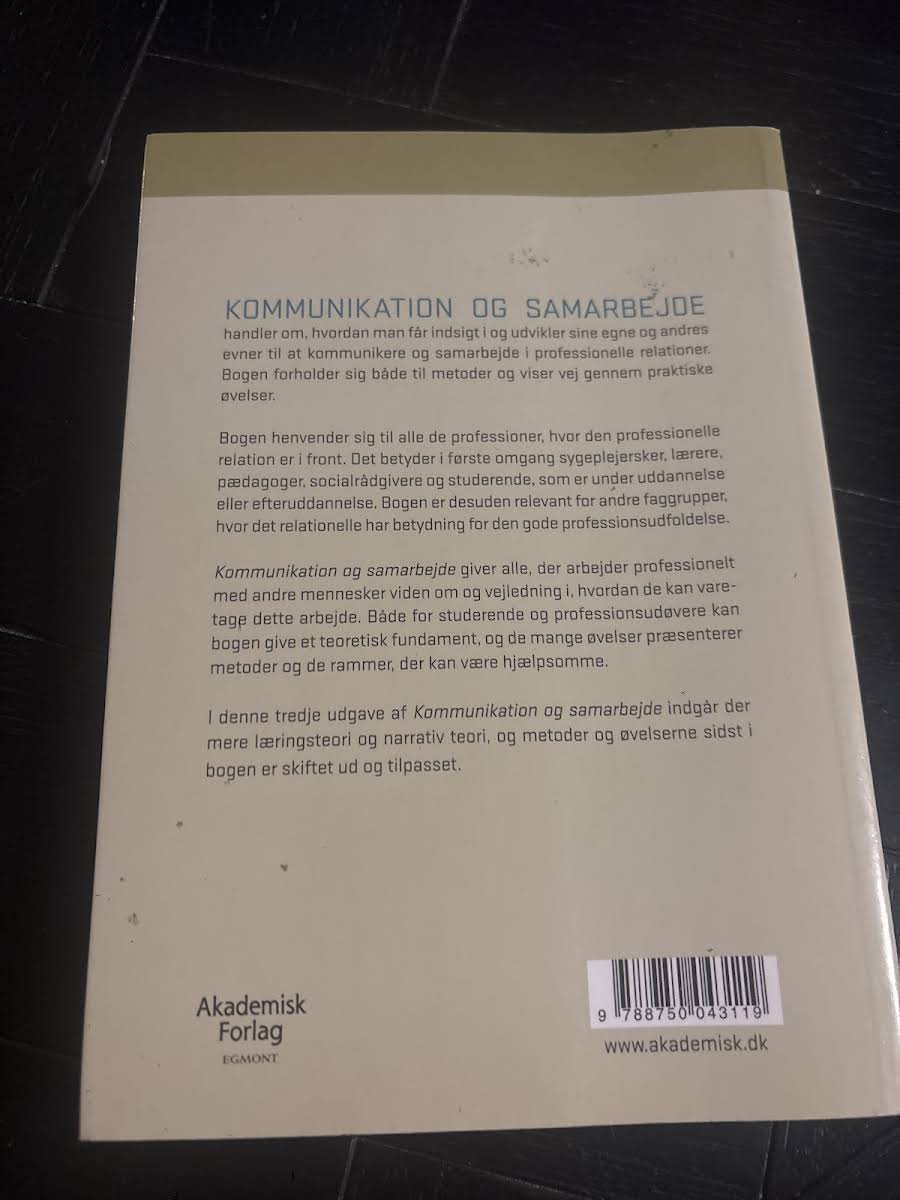 KOMMUNIKATION OG SAMARBEJDE
handler om, hvordan man får indsigt i og udvikler sine egne og andres
evner til at kommunikere og samarbejde i professionelle relationer.
Bogen forholder sig både til metoder og viser vej gennem praktiske
øvelser.
Bogen henvender sig til alle de professioner, hvor den professionelle
relation er i front. Det betyder i første omgang sygeplejersker, lærere,
pædagoger, socialrådgivere og studerende, som er under uddannelse
eller efteruddannelse. Bogen er desuden relevant for andre faggrupper,
hvor det relationelle har betydning for den gode professionsudfoldelse.
Kommunikation og samarbejde giver alle, der arbejder professionelt
med andre mennesker viden om og vejledning i, hvordan de kan vare-
tage dette arbejde. Både for studerende og professionsudøvere kan
bogen give et teoretisk fundament, og de mange øvelser præsenterer
metoder og de rammer, der kan være hjælpsomme.
I denne tredje udgave af Kommunikation og samarbejde indgår der
mere læringsteori og narrativ teori, og metoder og øvelserne sidst i
bogen er skiftet ud og tilpasset.
Akademisk
Forlag
EGMONT
9 788750 043119
www.akademisk.dk